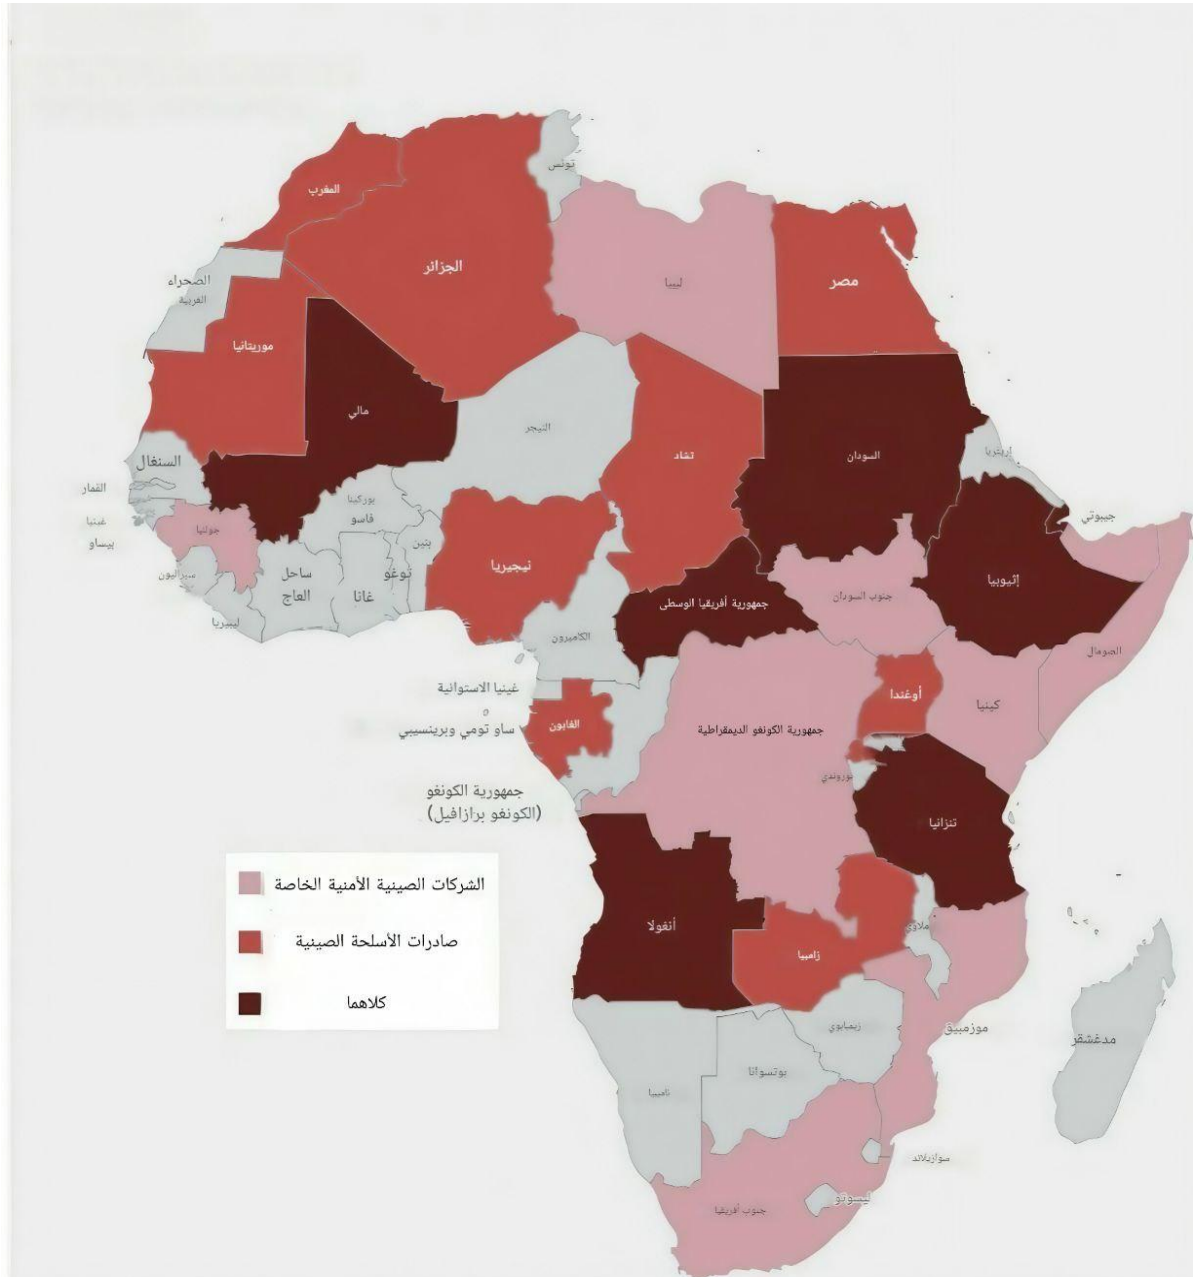 تونس
المغرب
الجزائر
ليبيا
مصر
الصحراء
الغربية
موريتانيا
مالي
النيجر
تشاد
السودان
إريتريا
السنغال
القمار
بوركينا
فاسو
جيبوتي
غينيا
بيساو
جولنيا
بنين
نيجيريا
إثيوبيا
سيراليون
ساحل
العاج
غانا
توغو
جمهورية أفريقيا الوسطى
جنوب السودان
ليبيريا
الكاميرون
الصومال
غينيا الاستوائية
أوغندا
كينيا
ساو تومي وبرينسيبي
الغابون
جمهورية الكونغو الديمقراطية
بوروندي
جمهورية الكونغو
(الكونغو برازافيل)
تنزانيا
الشركات الصينية الأمنية الخاصة
صادرات الأسلحة الصينية
كلاهما
أنغولا
ملاوي
زامبيا
زيمبابوي
موزمبيق
مدغشقر
بوتسوانا
ناميبيا
سوازيلاند
ليسوتو
جنوب أفريقيا